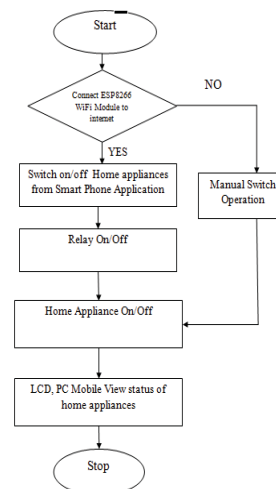 Start
Connect ESP8266
WiFi Module to
internet
NO
YES
Switch on/off Home appliances
from Smart Phone Application
Manual Switch
Operation
Relay On/Off
Home Appliance On/Off
LCD, PC Mobile View status of
home appliances
Stop